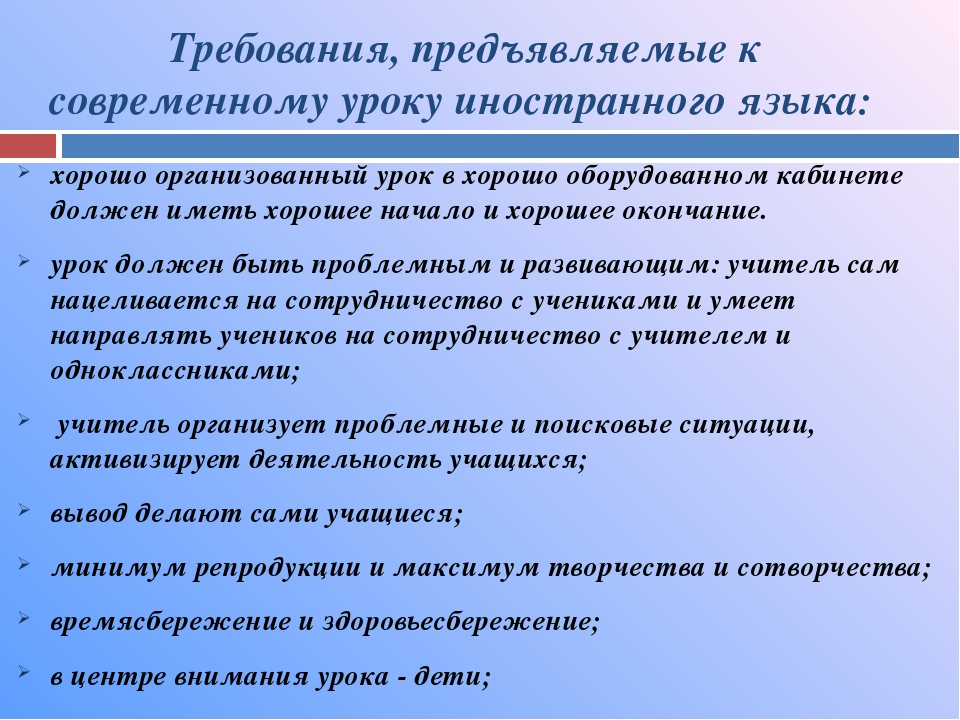 Требования, предъявляемые к
современному уроку иностранного языка:
хорошо организованный урок в хорошо оборудованном кабинете
должен иметь хорошее начало и хорошее окончание.
урок должен быть проблемным и развивающим: учитель сам
нацеливается на сотрудничество с учениками и умеет
направлять учеников на сотрудничество с учителем и
одноклассниками;
учитель организует проблемные и поисковые ситуации,
активизирует деятельность учащихся;
вывод делают сами учащиеся;
минимум репродукции и максимум творчества и сотворчества;
времясбережение и здоровьесбережение;
в центре внимания урока - дети;